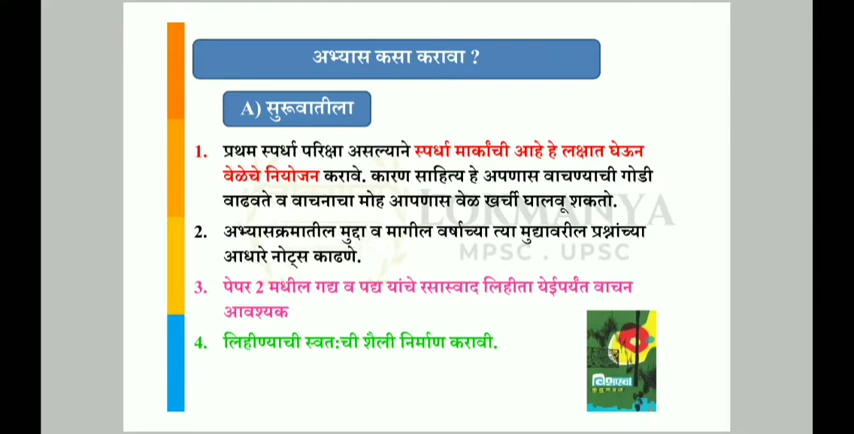 अभ्यास कसा करावा ?
A) सुरूवातीला
1. प्रथम स्पर्धा परिक्षा असल्याने स्पर्धा मार्कांची आहे हे लक्षात घेऊन
वेळेचे नियोजन करावे. कारण साहित्य हे अपणास वाचण्याची गोडी
वाढवते व वाचनाचा मोह आपणास वेळ खर्ची घालवू शकतो.
2. अभ्यासक्रमातील मुद्दा व मागील वर्षाच्या त्या मुद्यावरील प्रश्नांच्या
आधारे नोट्स काढणे.
3. पेपर 2 मधील गद्य व पद्य यांचे रसास्वाद लिहीता येईपर्यंत वाचन
आवश्यक
4. लिहीण्याची स्वत:ची शैली निर्माण करावी.
LOKMANYA
MPSC . UPSC
विशाखा
कुसुमाग्रज